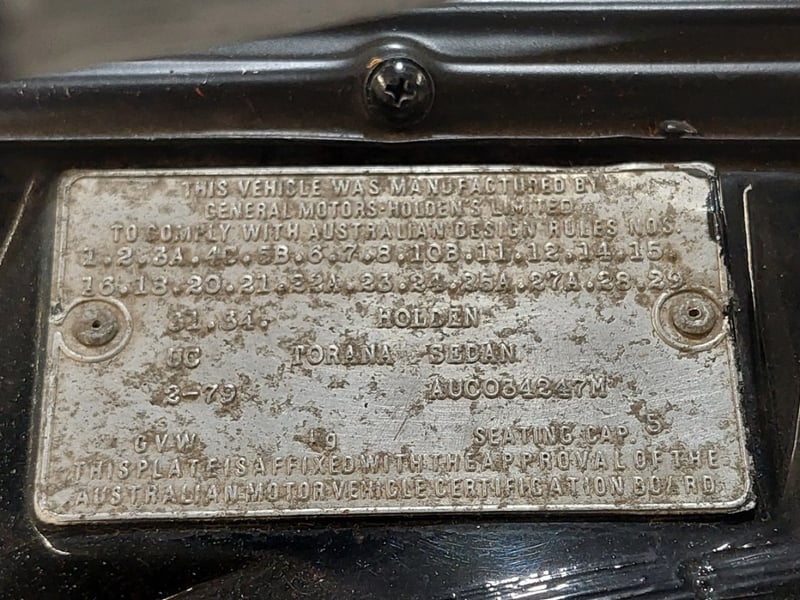 THIS VEHICLE WAS MANUFACTURED BY
GENERAL MOTORS-HOLDEN'S LIMITED
TO COMPLY WITH AUSTRALIAN DESIGN RULES NOS.
1.2.3A.4C.5B.6.7.8.10B.11.12.14.15.
16.18.20.21.22A.23.24.25A.27A.28.29
31.34. HOLDEN
UC TORANA SEDAN
2-79 AUC034247M
G.V.W. kg SEATING CAP. 5
THIS PLATE IS AFFIXED WITH THE APPROVAL OF THE
AUSTRALIAN MOTOR VEHICLE CERTIFICATION BOARD